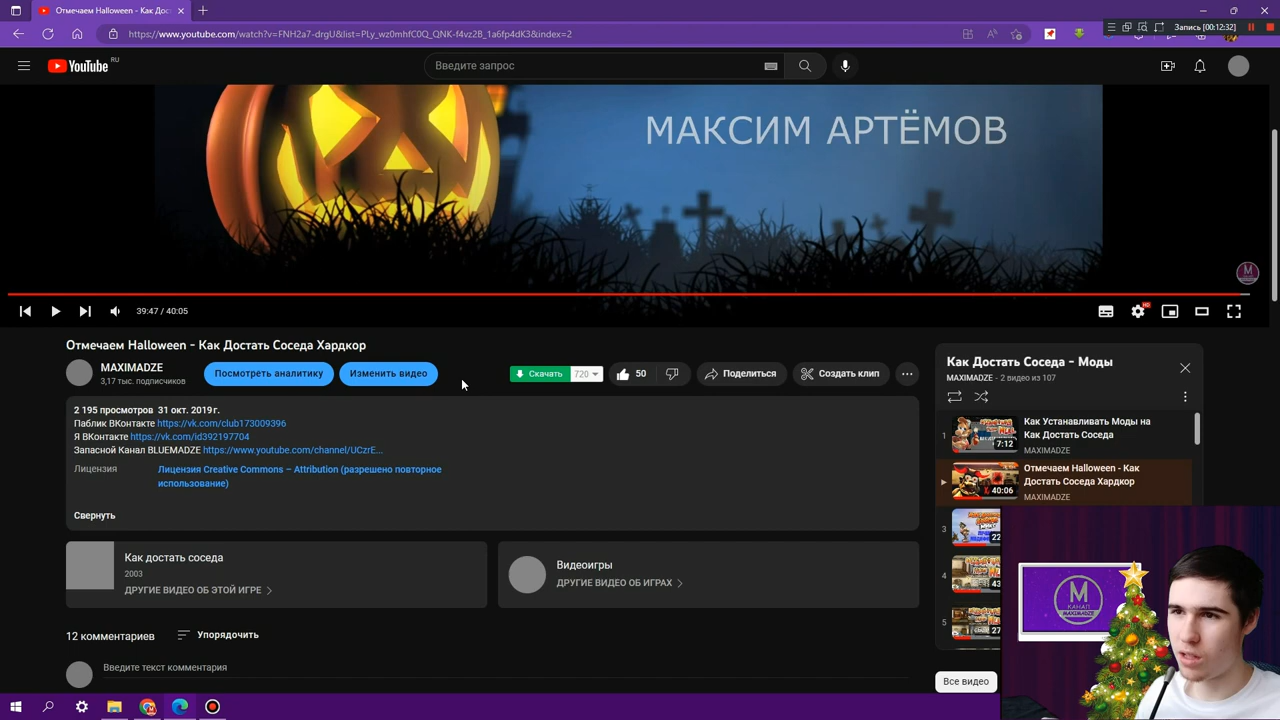 Отмечаем Halloween - Как Дос
https://www.youtube.com/watch?v=FNH2a7-drgU&list=PLy_wz0mhfC0Q_QNK-f4vz2B_1a6fp4dK3&index=2
Запись [00:12:32]
YouTube RU
Введите запрос
МАКСИМ АРТЁМОВ
M
39:47 / 40:05
HD
Отмечаем Halloween - Как Достать Соседа Хардкор
MAXIMADZE
3,17 тыс. подписчиков
Посмотреть аналитику
Изменить видео
Скачать 720
50
Поделиться
Создать клип
2 195 просмотров 31 окт. 2019 г.
Паблик ВКонтакте https://vk.com/club173009396
Я ВКонтакте https://vk.com/id392197704
Запасной Канал BLUEMADZE https://www.youtube.com/channel/UCzrE...
Лицензия
Лицензия Creative Commons – Attribution (разрешено повторное
использование)
Свернуть
Как достать соседа
2003
ДРУГИЕ ВИДЕО ОБ ЭТОЙ ИГРЕ
Видеоигры
ДРУГИЕ ВИДЕО ОБ ИГРАХ
12 комментариев
Упорядочить
Введите текст комментария
Как Достать Соседа - Моды
MAXIMADZE - 2 видео из 107
1
7:12
Как Устанавливать Моды на
Как Достать Соседа
MAXIMADZE
40:06
Отмечаем Halloween - Как
Достать Соседа Хардкор
MAXIMADZE
3
22
4
43
5
27
Все видео
M
КАНАЛ
MAXIMADZE